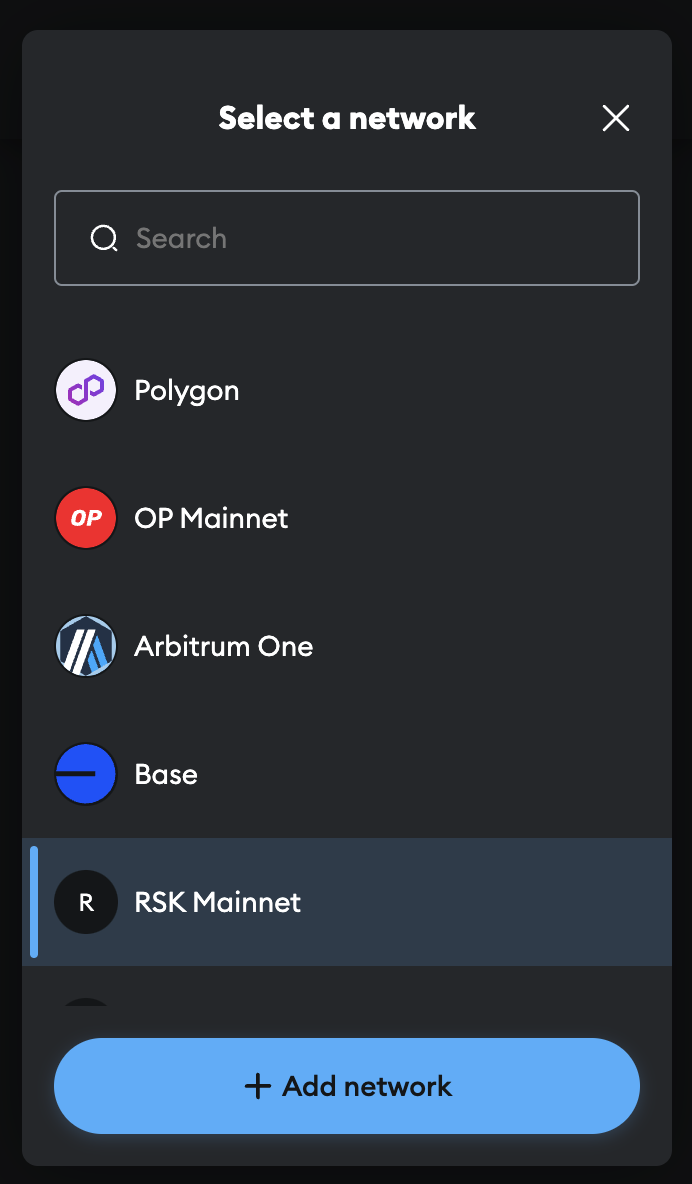 Select a network
Search
Polygon
OP
OP Mainnet
Arbitrum One
Base
R
RSK Mainnet
Add network